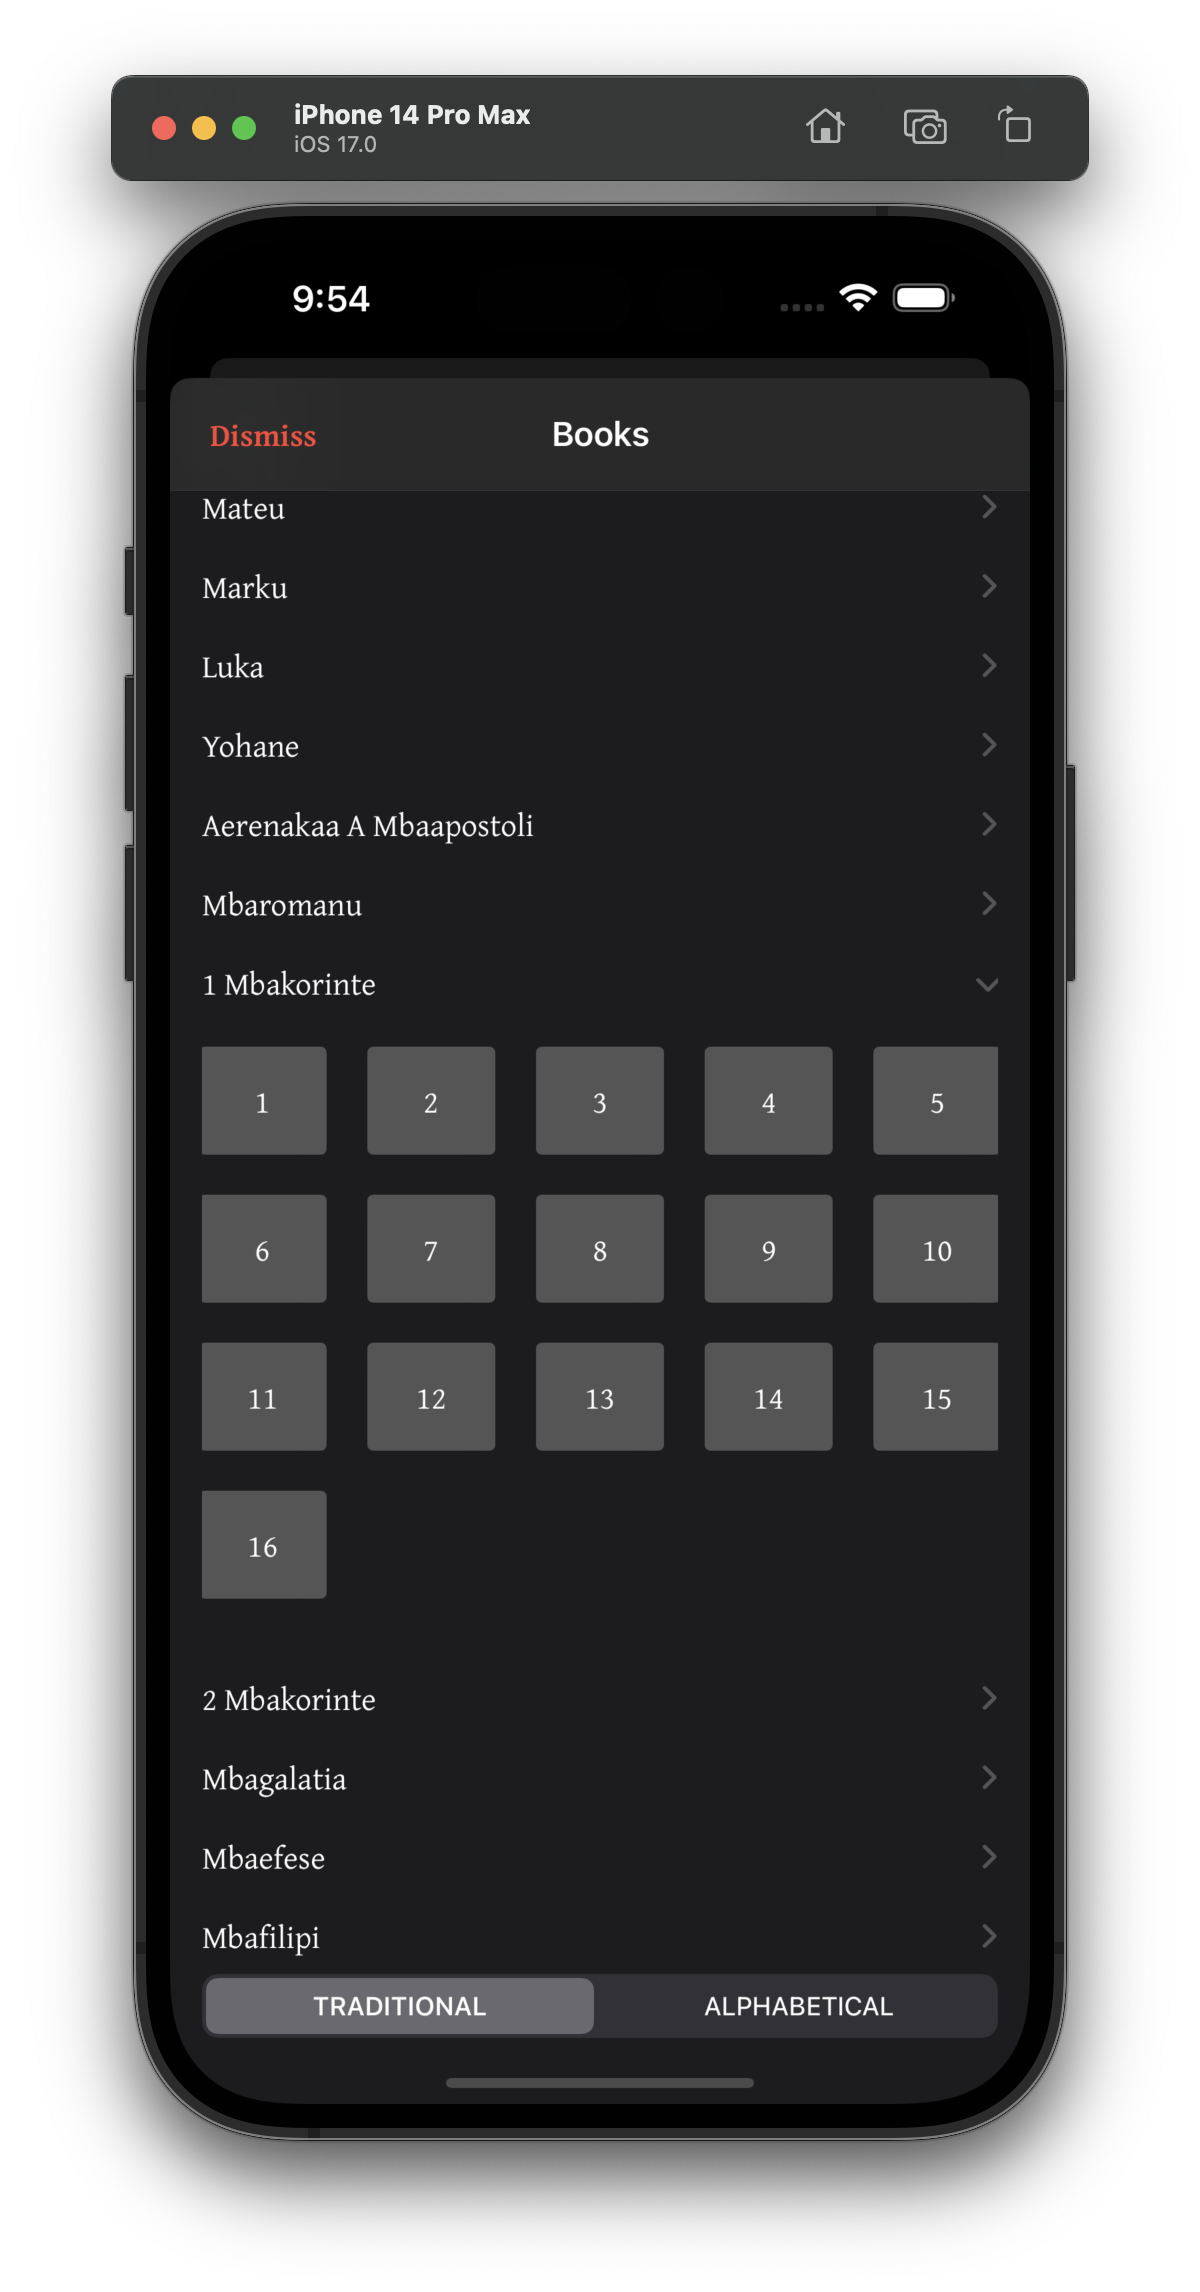 iPhone 14 Pro Max
iOS 17.0
9:54
Dismiss
Books
Mateu
Marku
Luka
Yohane
Aerenakaa A Mbaapostoli
Mbaromanu
1 Mbakorinte
1 2 3 4 5
6 7 8 9 10
11 12 13 14 15
16
2 Mbakorinte
Mbagalatia
Mbaefese
Mbafilipi
TRADITIONAL ALPHABETICAL